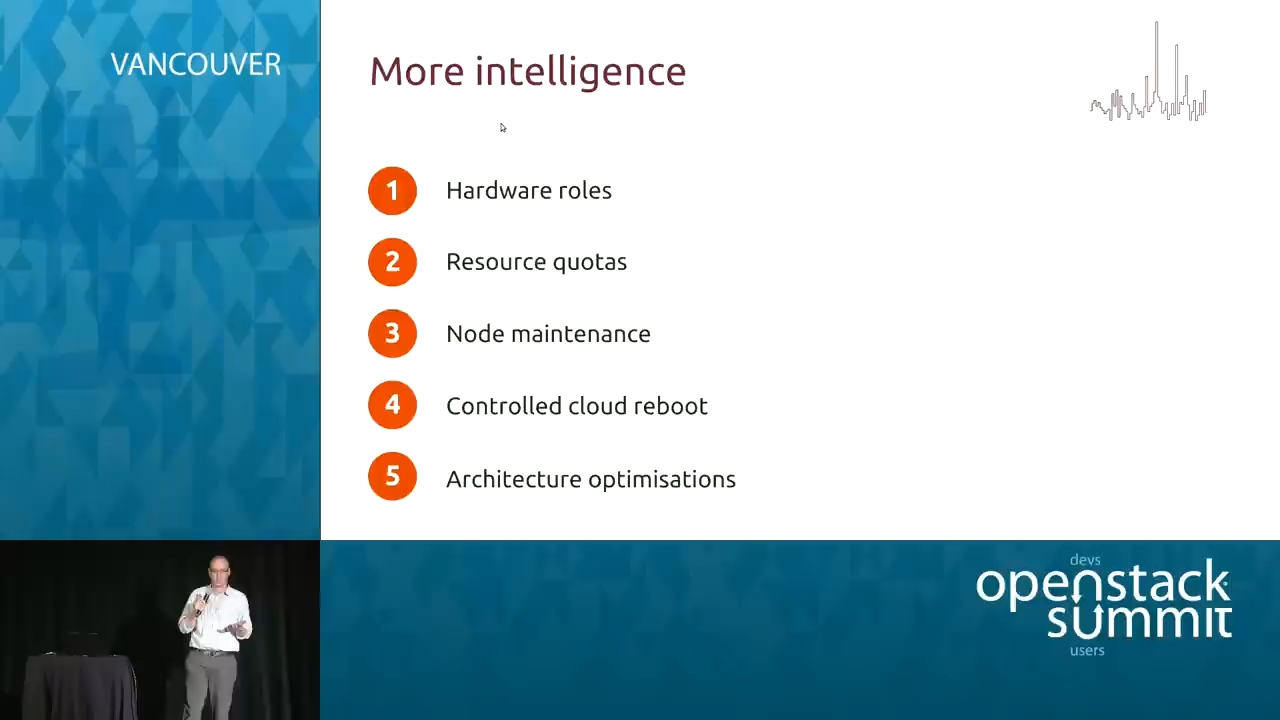 VANCOUVER
More intelligence
1 Hardware roles
2 Resource quotas
3 Node maintenance
4 Controlled cloud reboot
5 Architecture optimisations
devs
openstack
summit
users